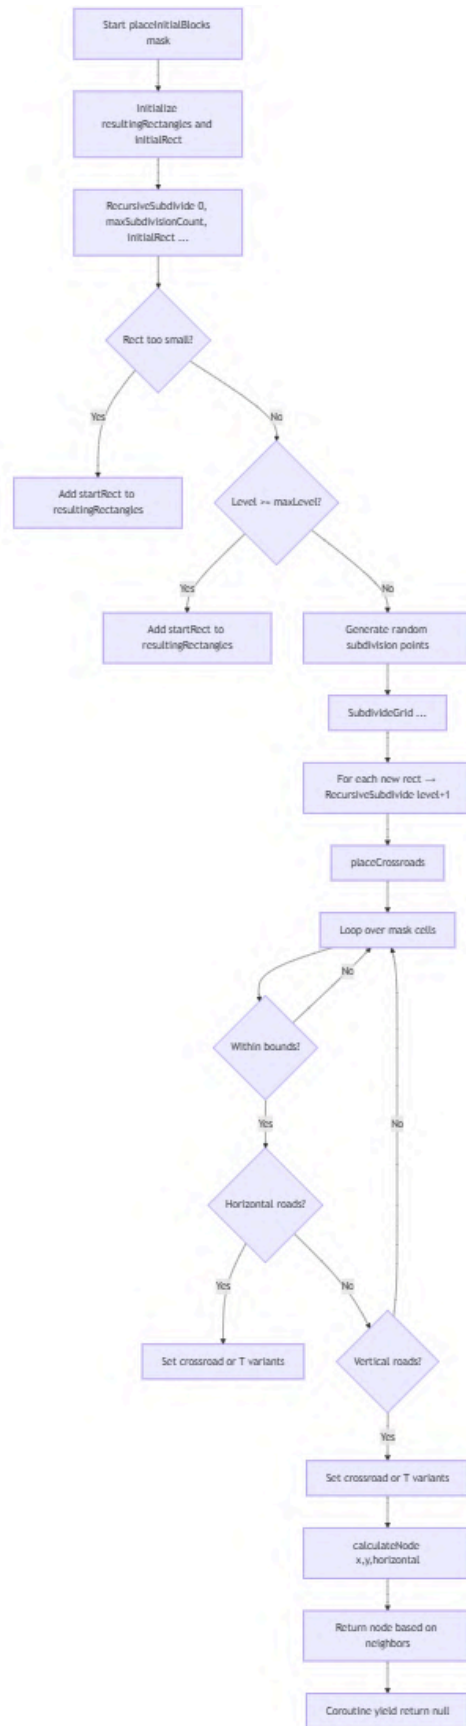 Start placeInitialBlocks
mask
Initialize
resultingRectangles and
initialRect
RecursiveSubdivide 0,
maxSubdivisionCount,
initialRect ...
Rect too small?
Yes
No
Add startRect to
resultingRectangles
Level >= maxLevel?
Yes
No
Add startRect to
resultingRectangles
Generate random
subdivision points
SubdivideGrid ...
For each new rect →
RecursiveSubdivide level+1
placeCrossroads
Loop over mask cells
No
Within bounds?
Yes
No
Horizontal roads?
Yes
No
Set crossroad or T variants
Vertical roads?
Yes
Set crossroad or T variants
calculateNode
x,y,horizontal
Return node based on
neighbors
Coroutine yield return null